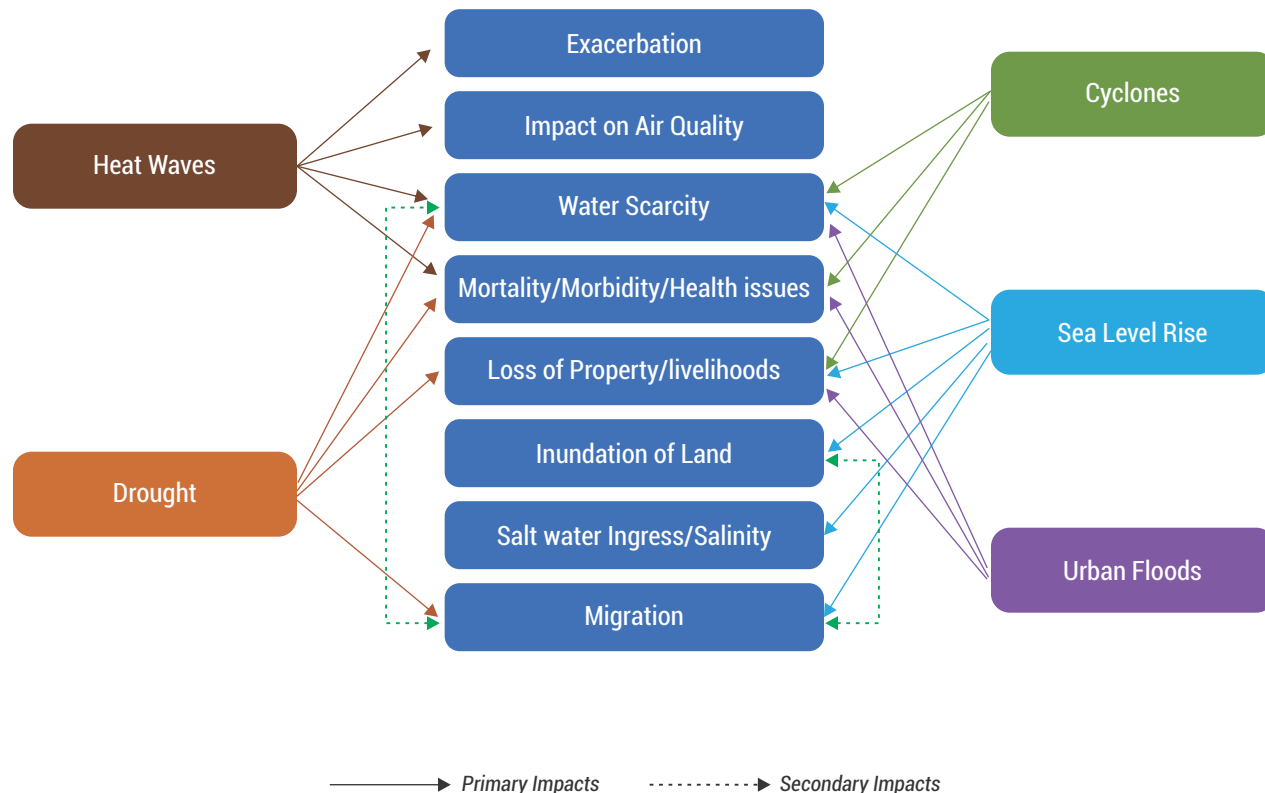 Exacerbation
Cyclones
Impact on Air Quality
Heat Waves
Water Scarcity
Mortality/Morbidity/Health issues
Sea Level Rise
Loss of Property/livelihoods
Inundation of Land
Drought
Salt water Ingress/Salinity
Urban Floods
Migration
Primary Impacts
Secondary Impacts